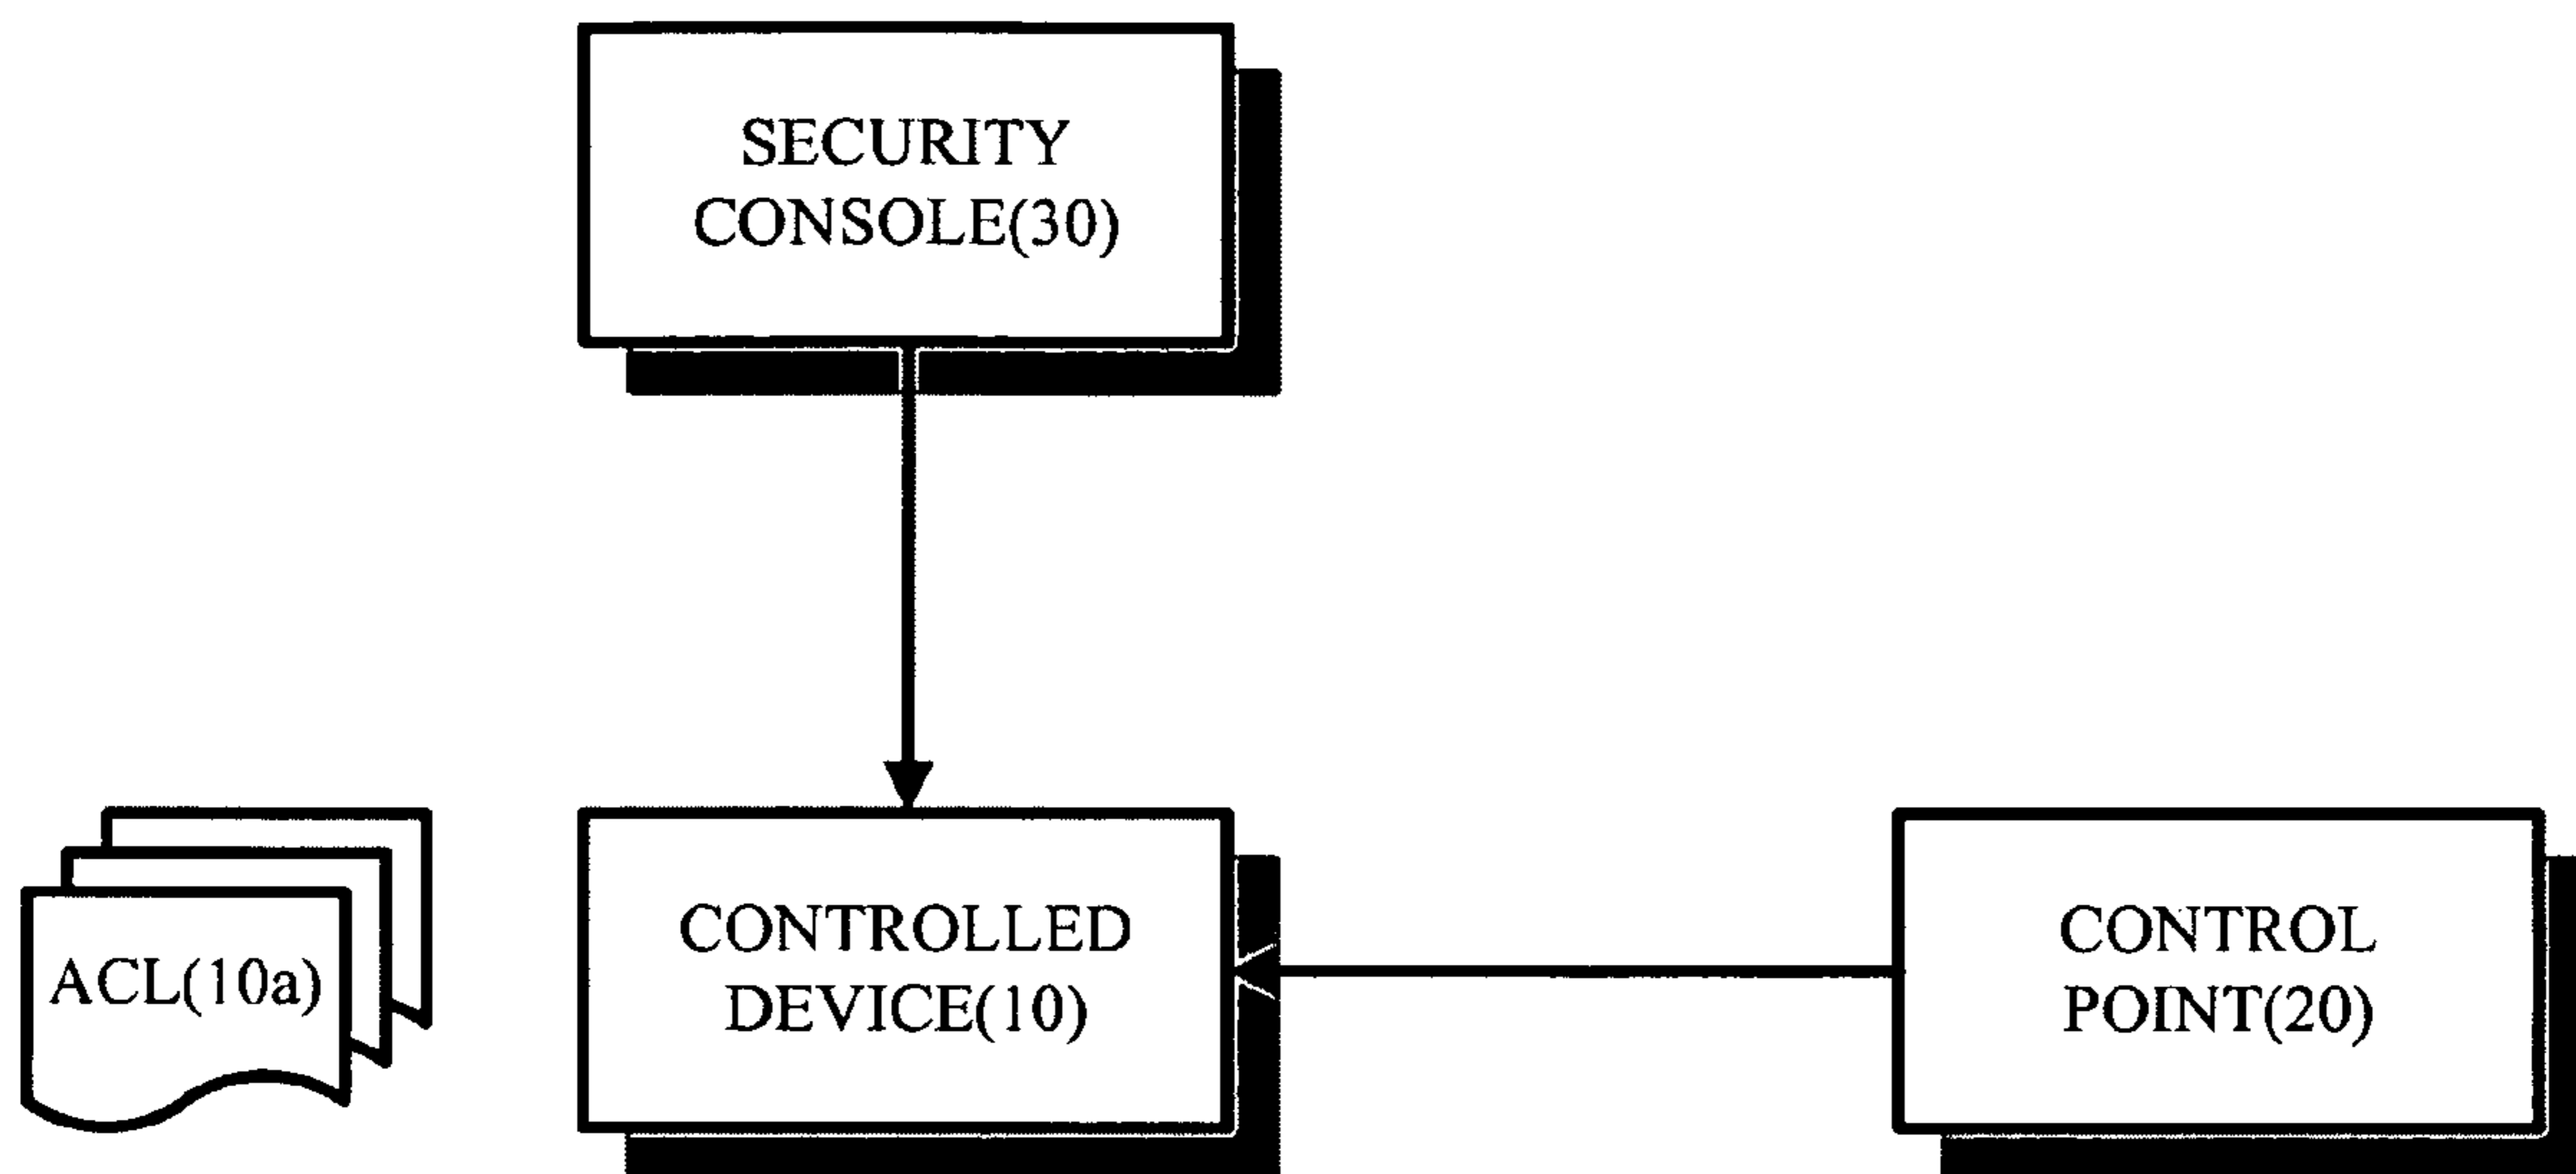 SECURITY
CONSOLE(30)
ACL(10a)
CONTROLLED
DEVICE(10)
CONTROL
POINT(20)